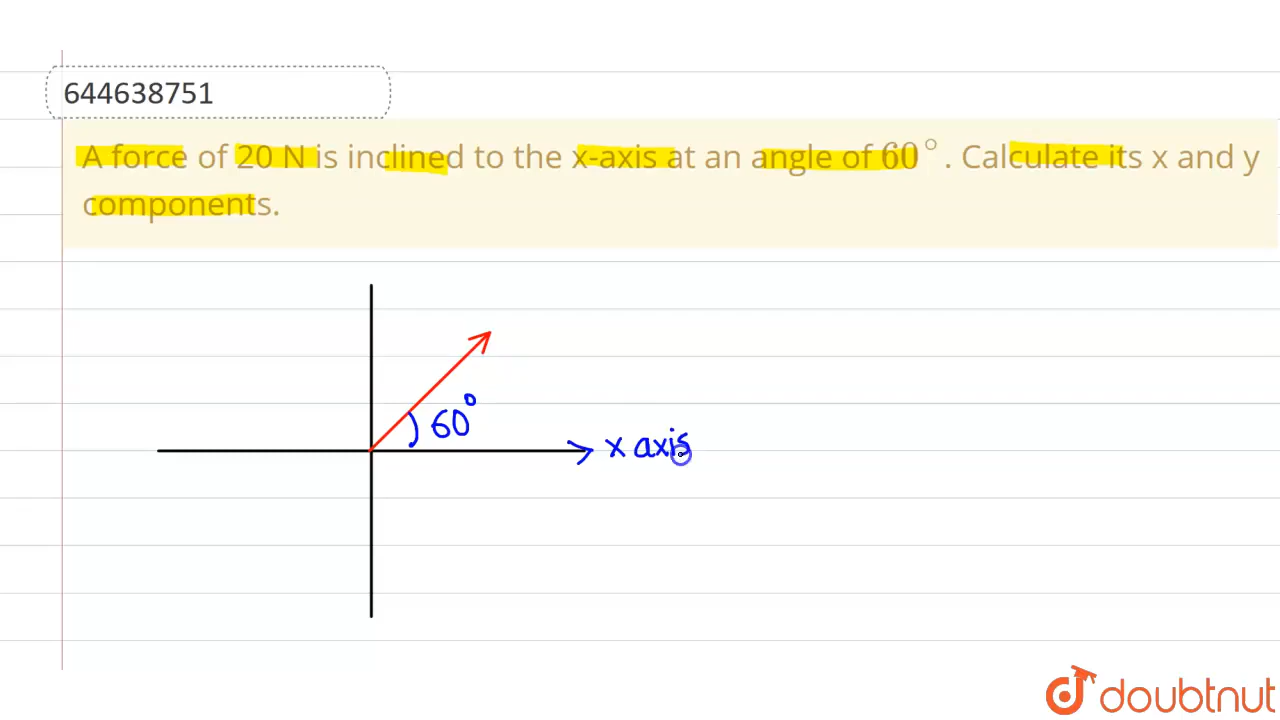 644638751
A force of 20 N is inclined to the x-axis at an angle of 60°. Calculate its x and y
components.
60°
x axis
doubtnut